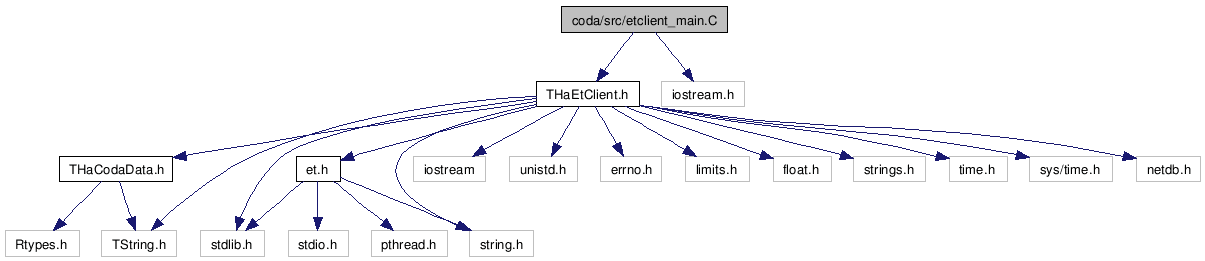 coda/src/etclient_main.C
THaEtClient.h
iostream.h
THaCodaData.h
et.h
iostream
unistd.h
errno.h
limits.h
float.h
strings.h
time.h
sys/time.h
netdb.h
Rtypes.h
TString.h
stdlib.h
stdio.h
pthread.h
string.h